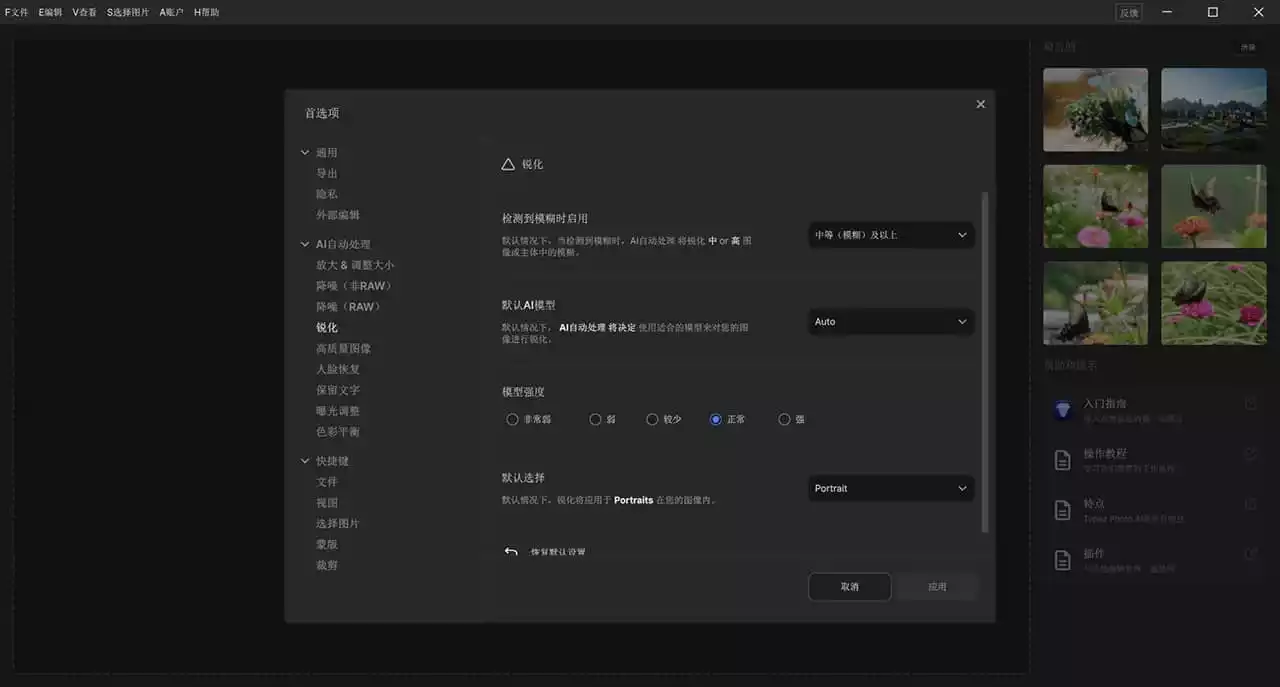 F文件 E编辑 V查看 S选择图片 A账户 H帮助
反馈
清除
首选项
通用
导出
隐私
外部编辑
AI自动处理
放大 & 调整大小
降噪（非RAW）
降噪（RAW）
锐化
高质量图像
人脸恢复
保留文字
曝光调整
色彩平衡
快捷键
文件
视图
选择图片
蒙版
裁剪
锐化
检测到模糊时启用
默认情况下，当检测到模糊时，AI自动处理 将锐化 中 or 高 图
像或主体中的模糊。
中等（模糊）及以上
默认AI模型
默认情况下， AI自动处理 将决定 使用适合的模型来对您的图
像进行锐化。
Auto
模型强度
非常弱 弱 较少 正常 强
默认选择
默认情况下，锐化将应用于 Portraits 在您的图像内。
Portrait
恢复默认设置
取消
应用
入门指南
操作教程
特点
插件